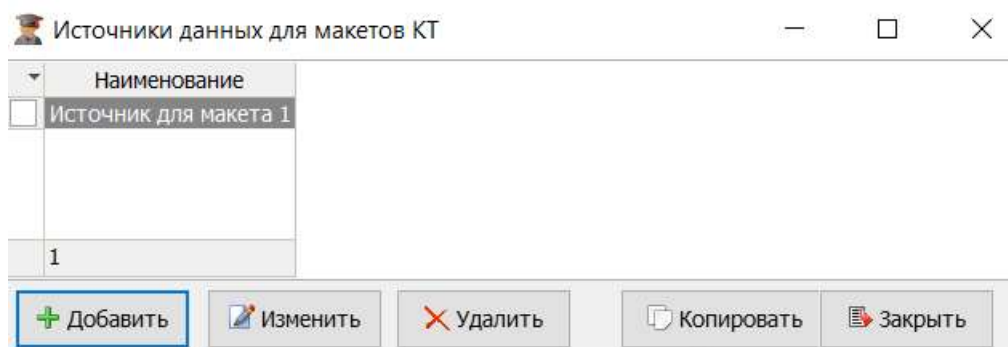 Источники данных для макетов КТ
Наименование
Источник для макета 1
1
Добавить Изменить Удалить Копировать Закрыть